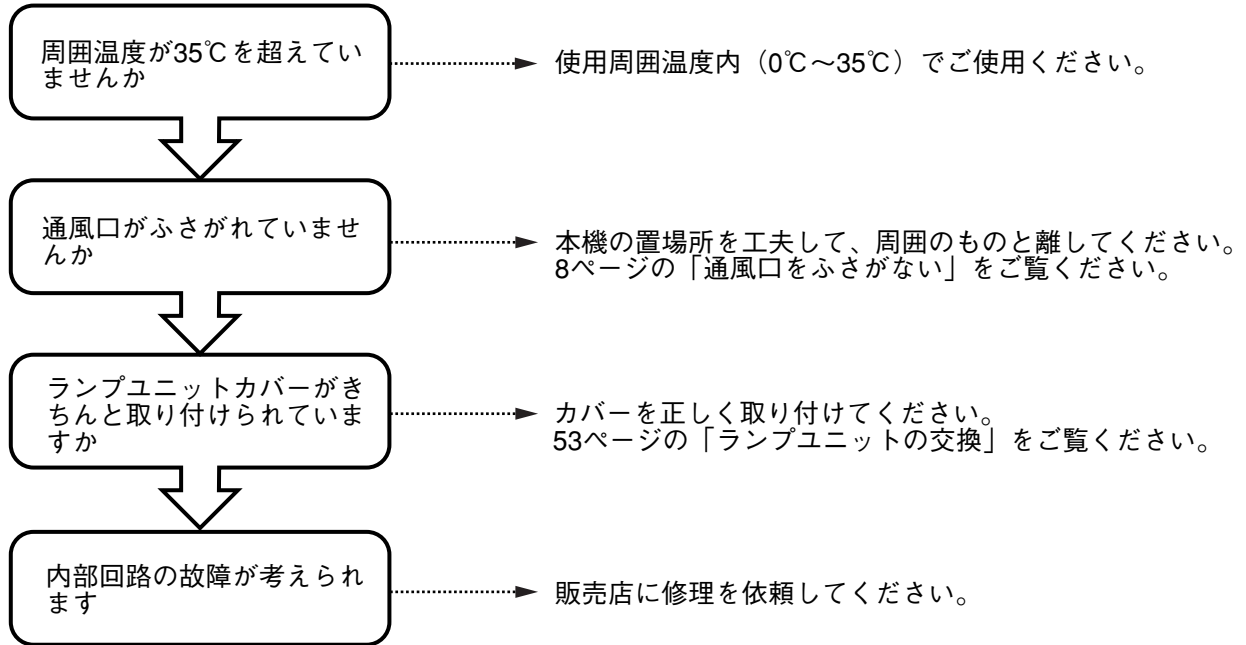 周囲温度が35℃を超えてい
ませんか
使用周囲温度内（0℃～35℃）でご使用ください。
通風口がふさがれていませ
んか
本機の置場所を工夫して、周囲のものと離してください。
8ページの「通風口をふさがない」をご覧ください。
ランプユニットカバーがき
ちんと取り付けられていま
すか
カバーを正しく取り付けてください。
53ページの「ランプユニットの交換」をご覧ください。
内部回路の故障が考えられ
ます
販売店に修理を依頼してください。